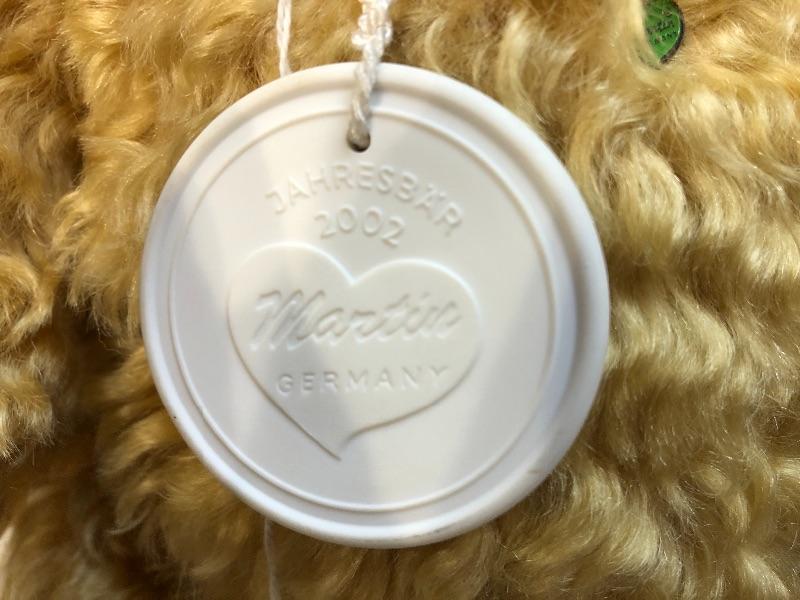 JAHRESBÄR
2002
Martin
GERMANY